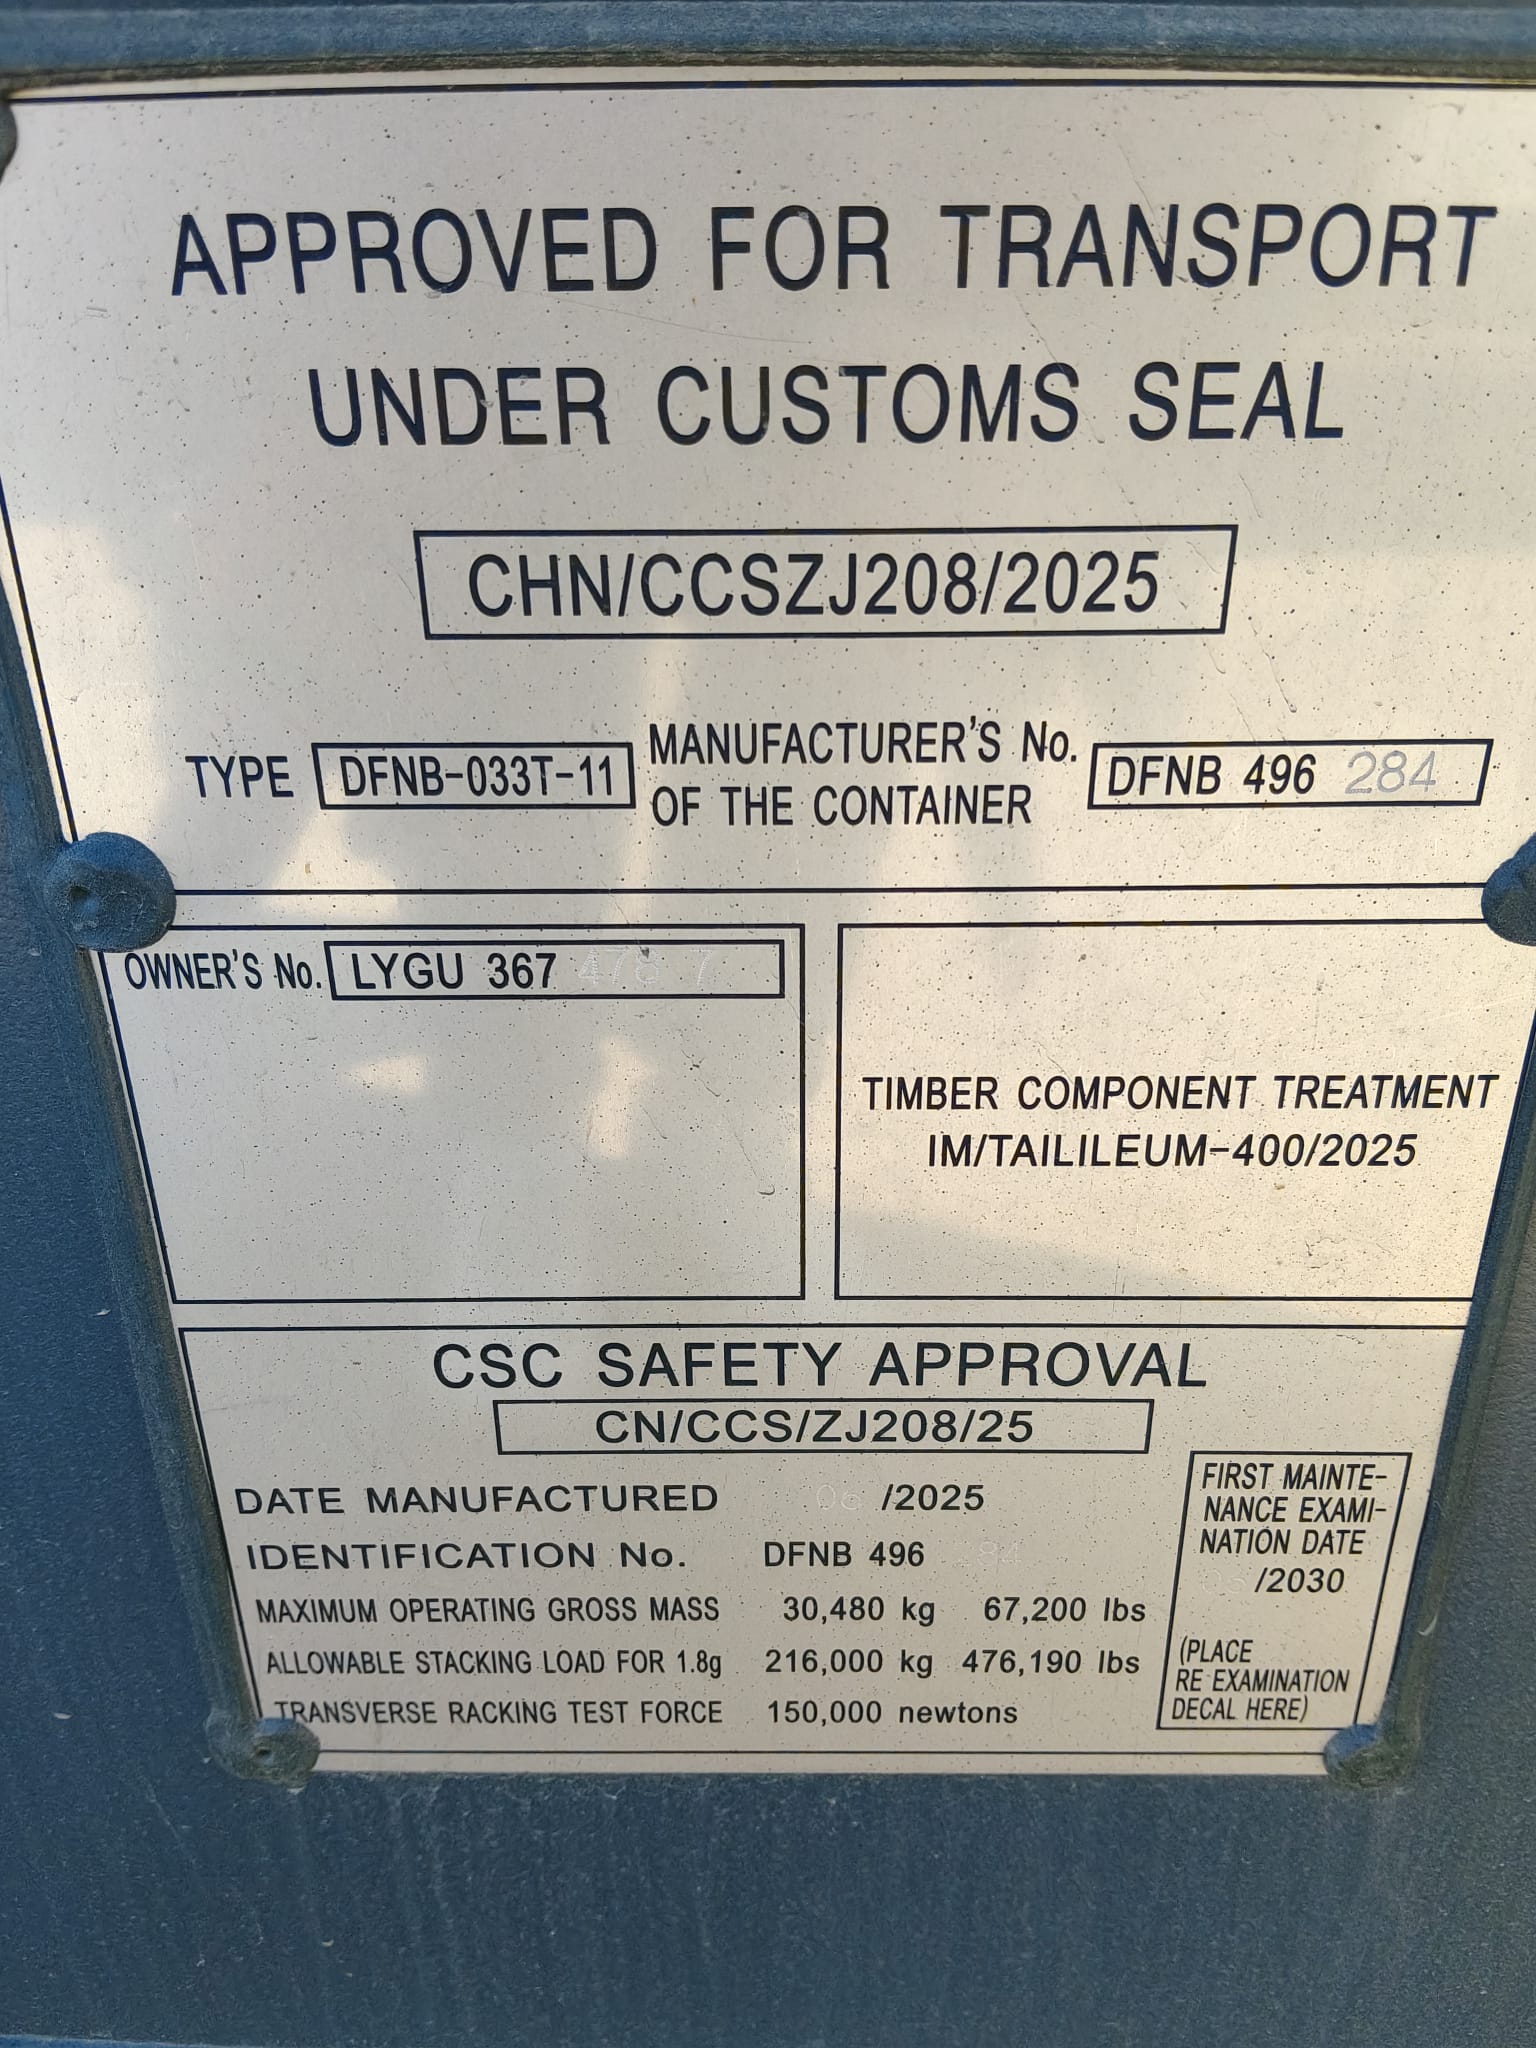 APPROVED FOR TRANSPORT
UNDER CUSTOMS SEAL
CHN/CCSZJ208/2025
TYPE DFNB-033T-11 MANUFACTURER'S No. OF THE CONTAINER DFNB 496 284
OWNER'S No. LYGU 367 478 7
TIMBER COMPONENT TREATMENT
IM/TAILILEUM-400/2025
CSC SAFETY APPROVAL
CN/CCS/ZJ208/25
DATE MANUFACTURED 06 /2025
IDENTIFICATION No. DFNB 496 284
MAXIMUM OPERATING GROSS MASS 30,480 kg 67,200 lbs
ALLOWABLE STACKING LOAD FOR 1.8g 216,000 kg 476,190 lbs
TRANSVERSE RACKING TEST FORCE 150,000 newtons
FIRST MAINTE-
NANCE EXAMI-
NATION DATE
/2030
(PLACE
RE EXAMINATION
DECAL HERE)